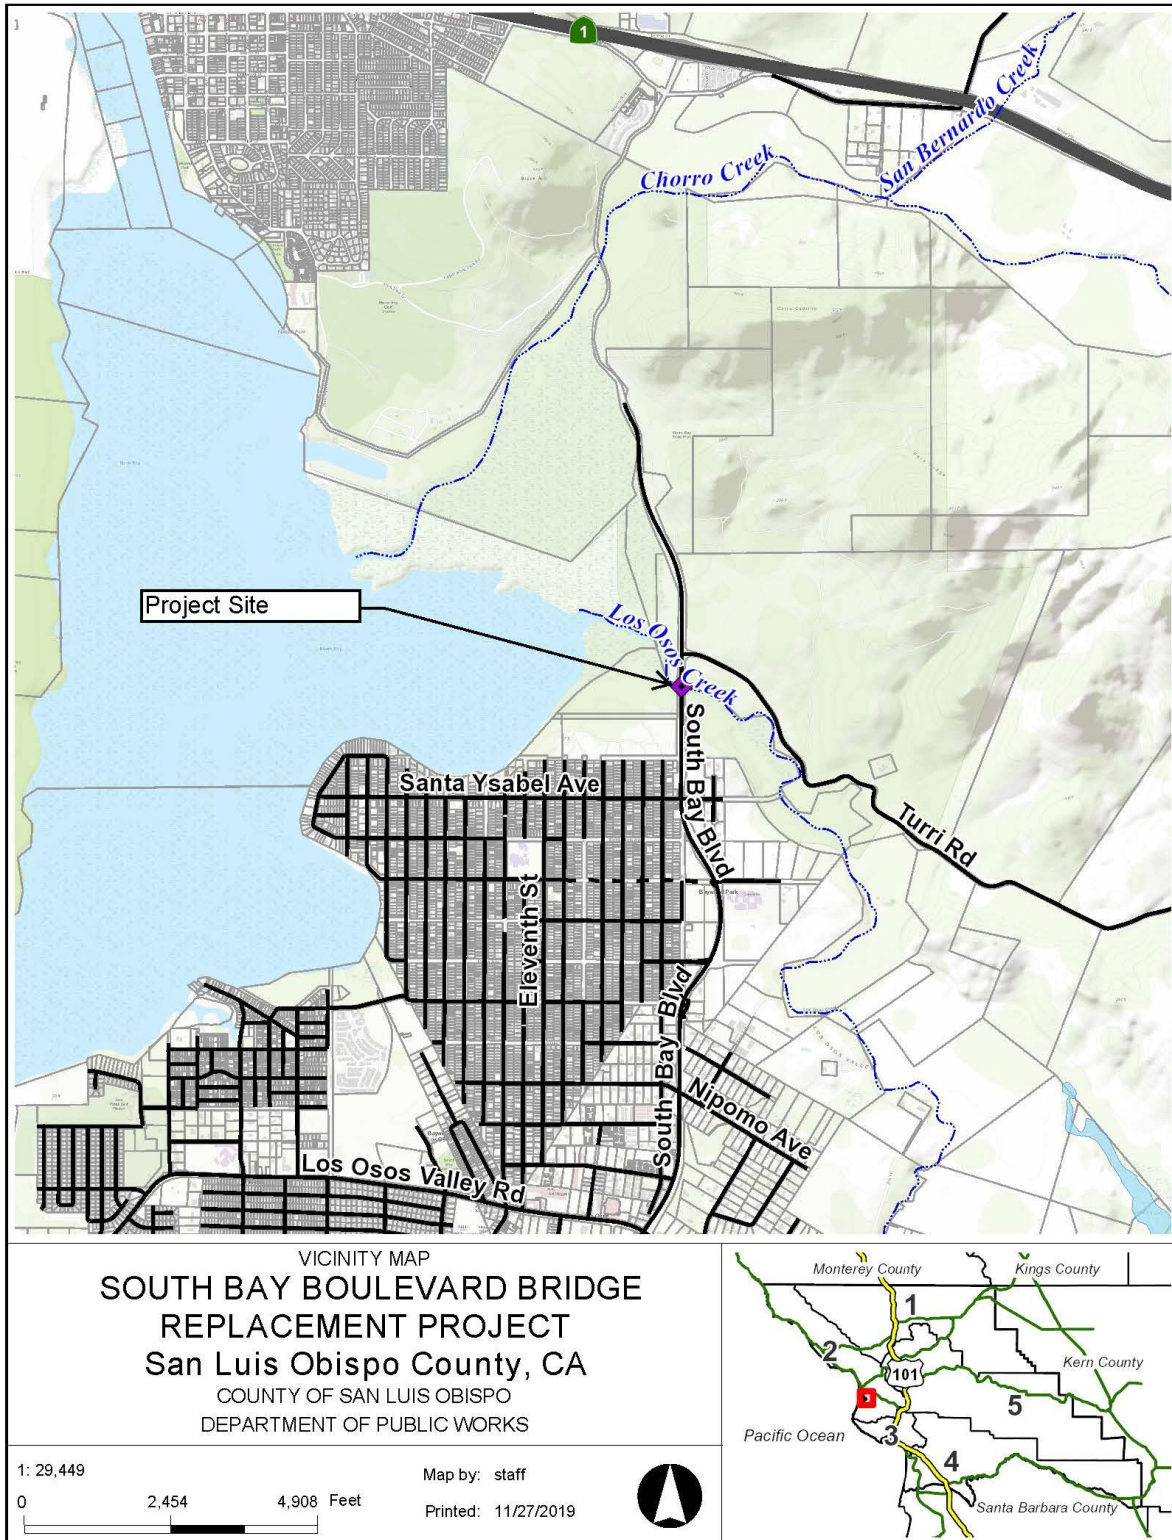 1
San Bernardo Creek
Chorro Creek
Project Site
Los Osos Creek
South Bay Blvd
Santa Ysabel Ave
Turri Rd
Eleventh St
South Bay Blvd
Nipomo Ave
Los Osos Valley Rd
VICINITY MAP
SOUTH BAY BOULEVARD BRIDGE
REPLACEMENT PROJECT
San Luis Obispo County, CA
COUNTY OF SAN LUIS OBISPO
DEPARTMENT OF PUBLIC WORKS
1: 29,449
0 2,454 4,908 Feet
Map by: staff
Printed: 11/27/2019
Monterey County
Kings County
1
2
Kern County
101
5
Pacific Ocean
3
4
Santa Barbara County